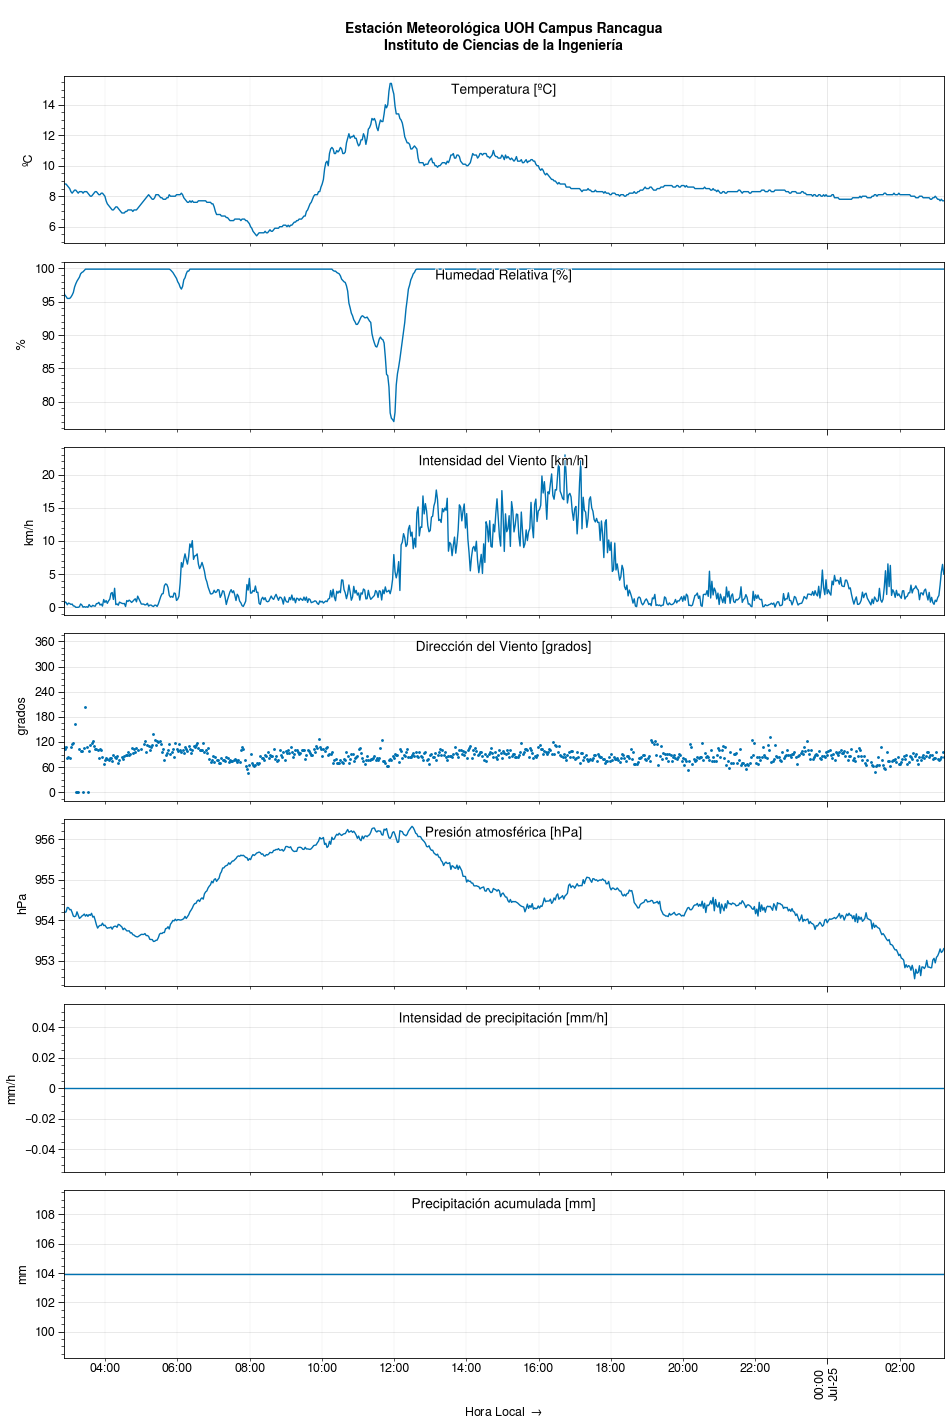 Estación Meteorológica UOH Campus Rancagua
Instituto de Ciencias de la Ingeniería
Temperatura [ºC]
14
12
10
8
6
ºC
Humedad Relativa [%]
100
95
90
85
80
%
Intensidad del Viento [km/h]
20
15
10
5
0
km/h
Dirección del Viento [grados]
360
300
240
180
120
60
0
grados
Presión atmosférica [hPa]
956
955
954
953
hPa
Intensidad de precipitación [mm/h]
0.04
0.02
0
−0.02
−0.04
mm/h
Precipitación acumulada [mm]
108
106
104
102
100
mm
04:00 06:00 08:00 10:00 12:00 14:00 16:00 18:00 20:00 22:00 00:00 02:00
Jul-25
Hora Local →